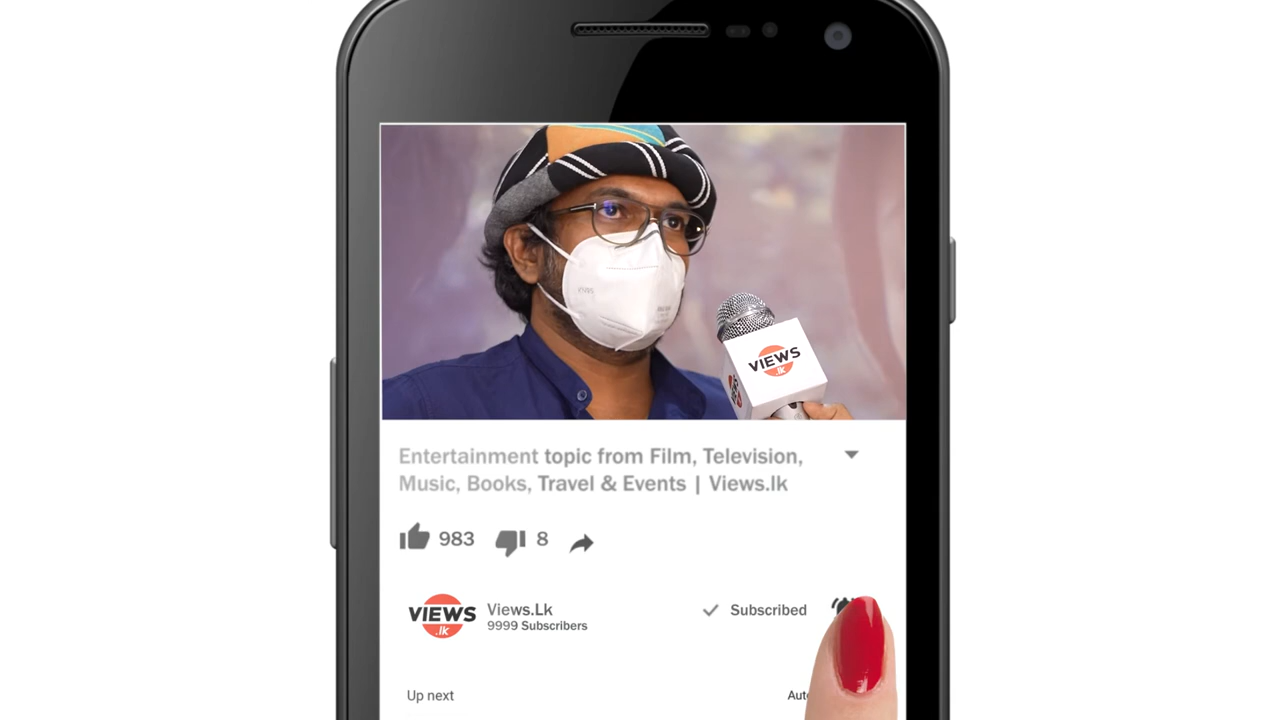 VIEWS
.lk
Entertainment topic from Film, Television,
Music, Books, Travel & Events | Views.lk
983
8
VIEWS
.lk
Views.Lk
9999 Subscribers
Subscribed
Up next